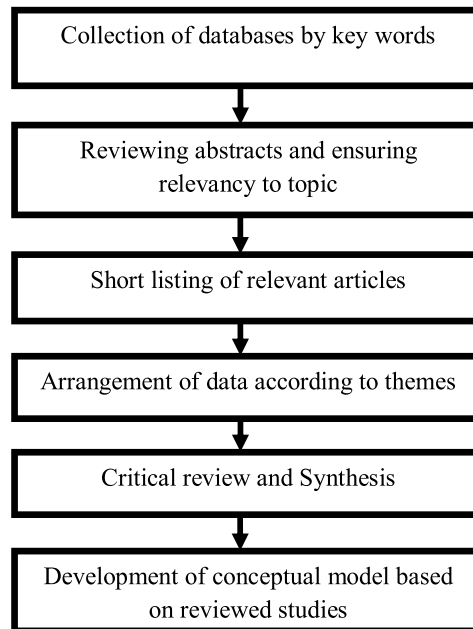 Collection of databases by key words
Reviewing abstracts and ensuring
relevancy to topic
Short listing of relevant articles
Arrangement of data according to themes
Critical review and Synthesis
Development of conceptual model based
on reviewed studies